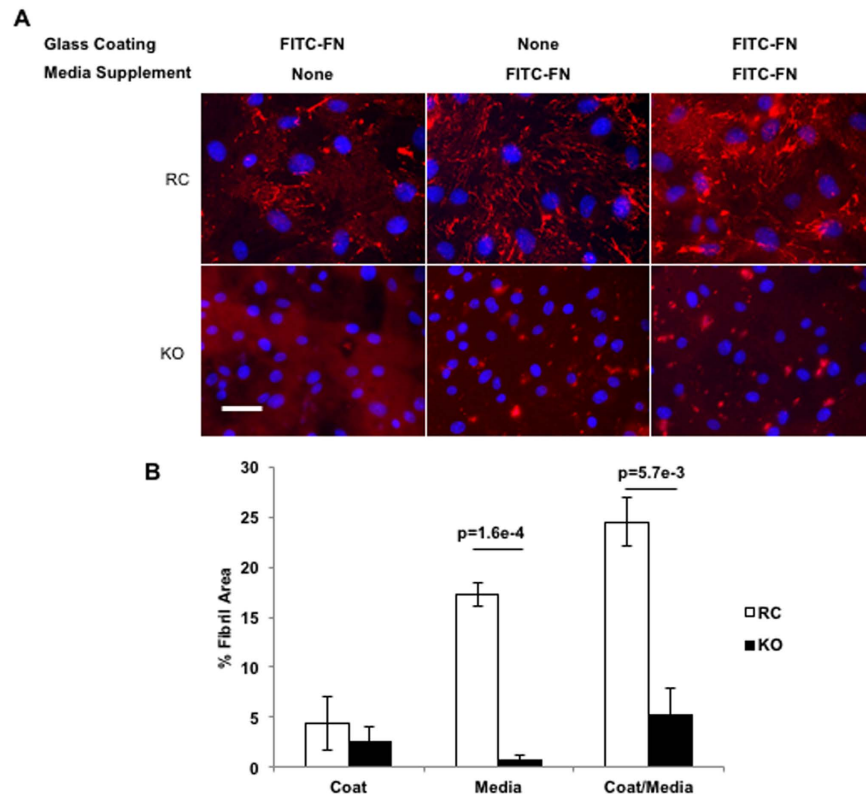 A
Glass Coating FITC-FN None FITC-FN
Media Supplement None FITC-FN FITC-FN
RC
KO
B
30
25
20
15
10
5
0
% Fibril Area
p=1.6e-4
p=5.7e-3
RC
KO
Coat Media Coat/Media